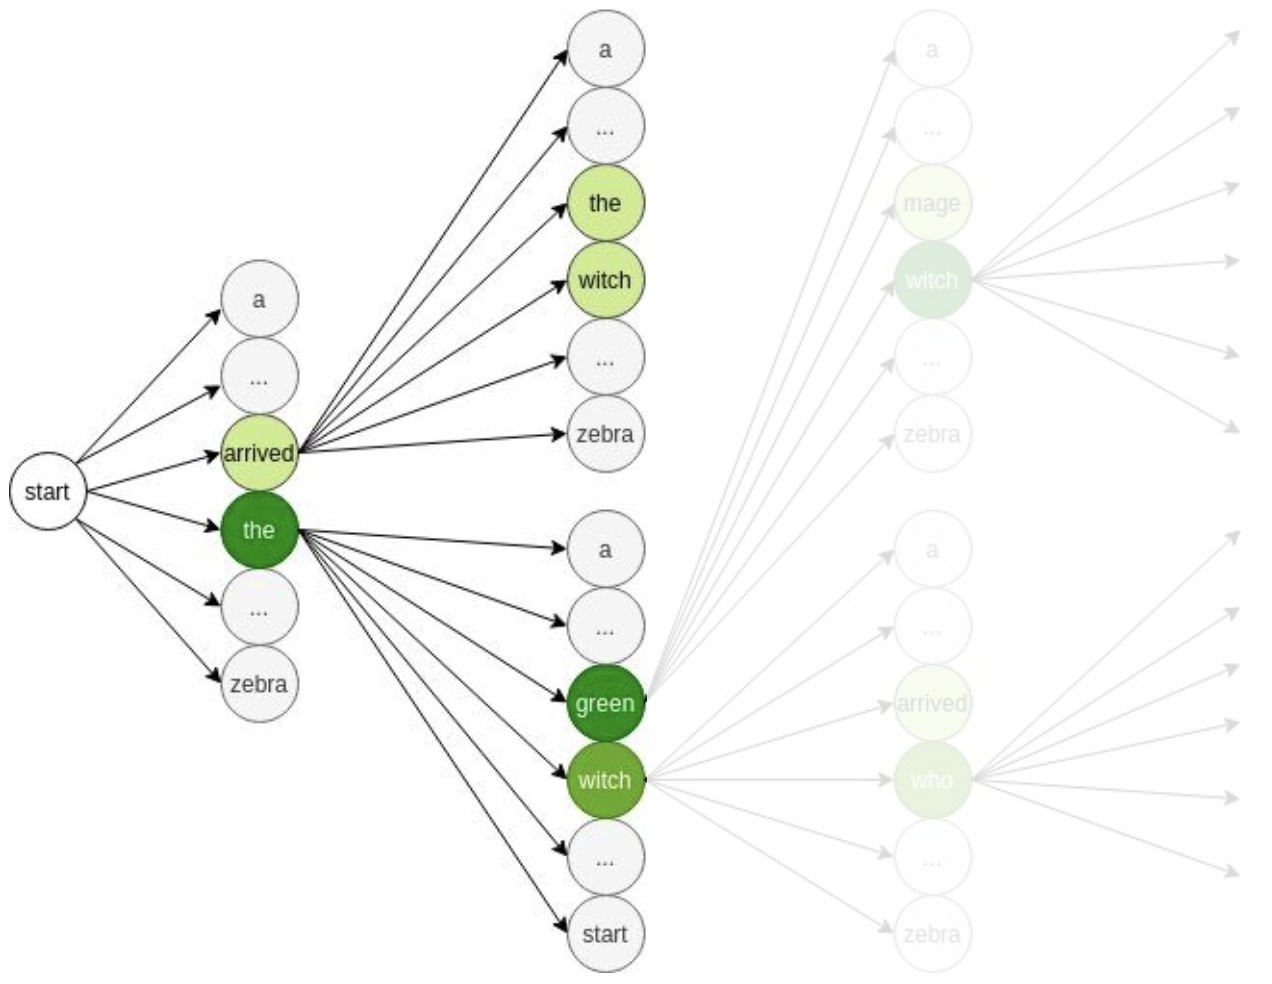 start
a
...
arrived
the
...
zebra
a
...
the
witch
...
zebra
a
...
green
witch
...
start
a
...
mage
witch
...
zebra
a
...
arrived
who
...
zebra